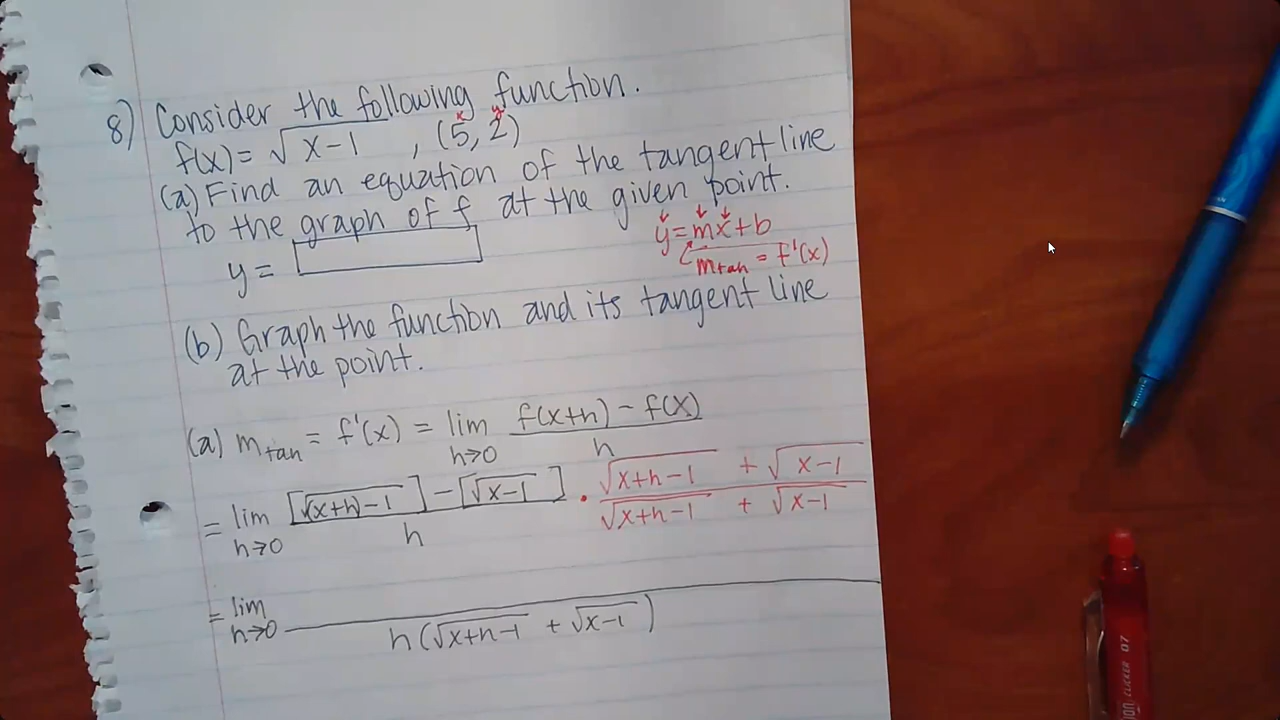 8) Consider the following function.
f(x) = √x-1 , (5, 2)
x y
(a) Find an equation of the tangent line
to the graph of f at the given point.
y =
y = mx + b
m tan = f'(x)
(b) Graph the function and its tangent line
at the point.
(a) m tan = f'(x) = lim h→0 f(x+h) - f(x) / h
= lim h→0 [√(x+h)-1] - [√x-1] / h · √x+h-1 + √x-1 / √x+h-1 + √x-1
= lim h→0 / h(√x+h-1 + √x-1)
CLICKER 07